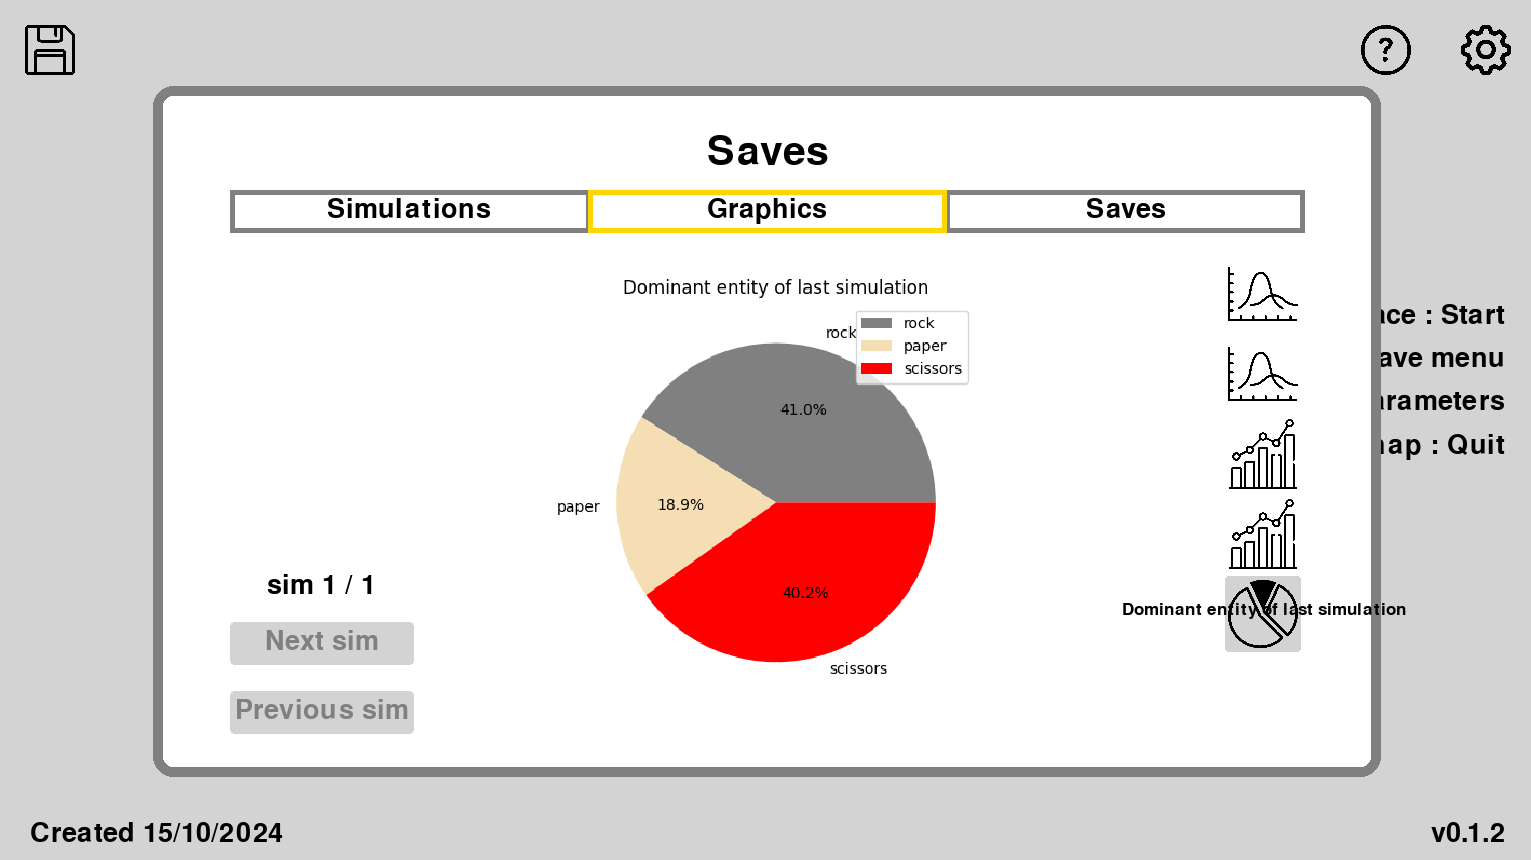 ?
Saves
Simulations
Graphics
Saves
Dominant entity of last simulation
rock
rock
paper
scissors
41.0%
18.9%
paper
40.2%
scissors
ace : Start
ave menu
arameters
map : Quit
sim 1 / 1
Next sim
Previous sim
Dominant entity of last simulation
Created 15/10/2024
v0.1.2